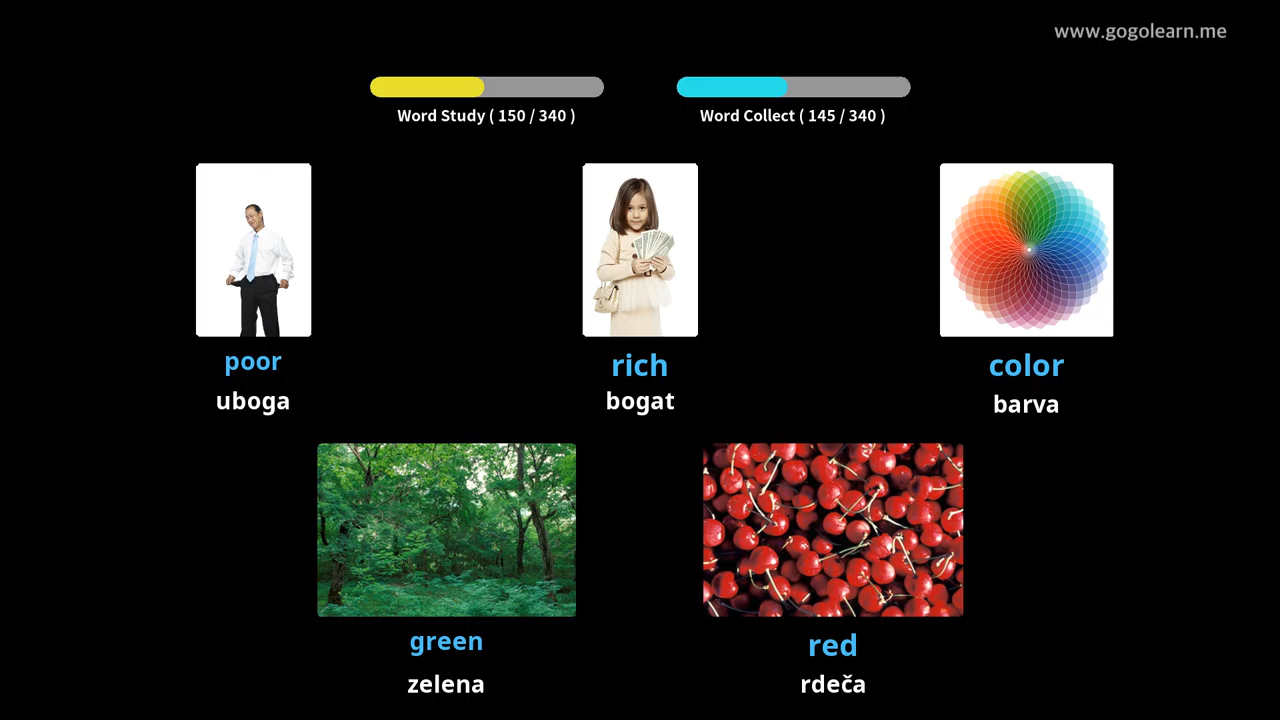 www.gogolearn.me
Word Study ( 150 / 340 )
Word Collect ( 145 / 340 )
poor
uboga
rich
bogat
color
barva
green
zelena
red
rdeča